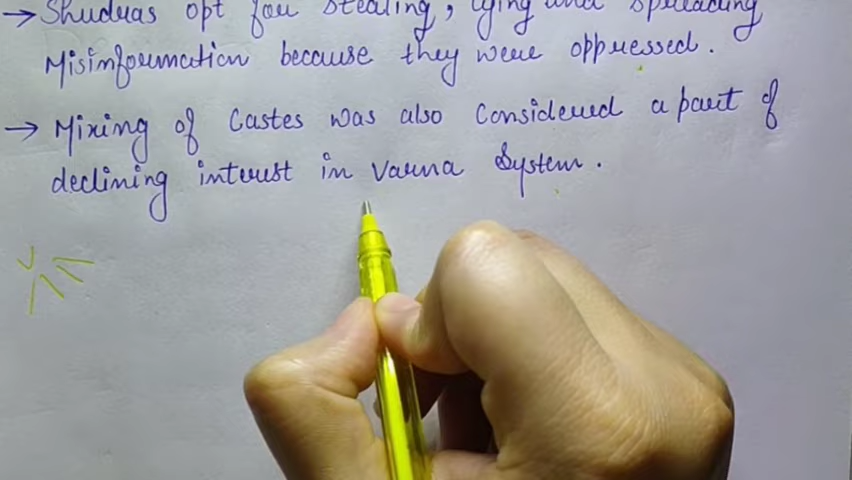 → Shudras opt for stealing, lying and spreading
Misinformation because they were oppressed.
→ Mixing of Castes was also Considered a part of
declining interest in Varna System.